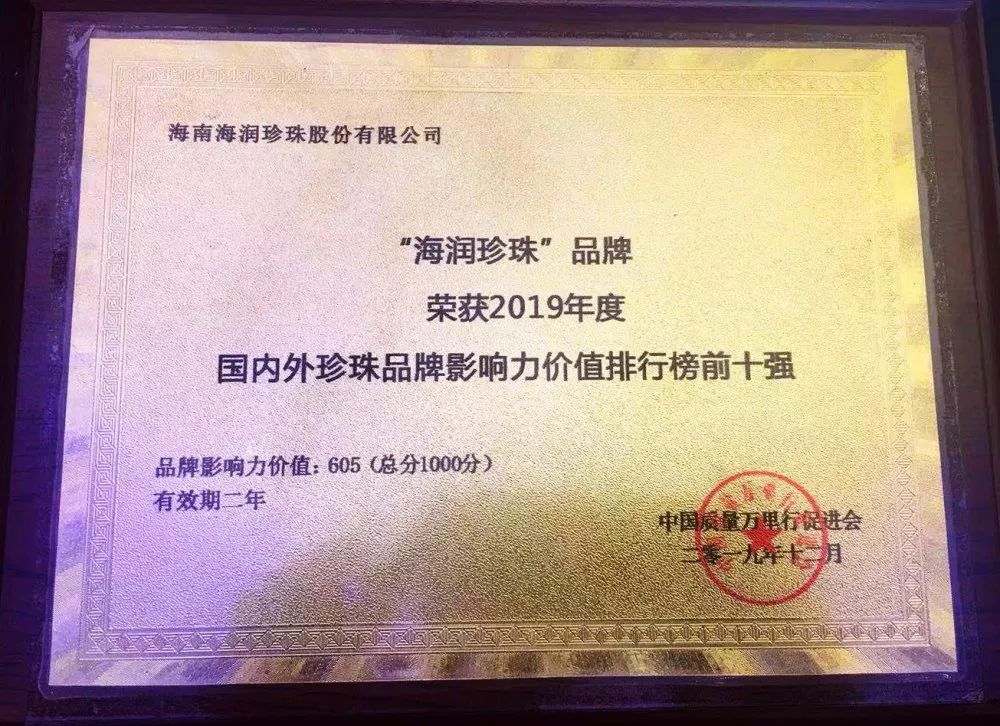 海南海润珍珠股份有限公司
“海润珍珠”品牌
荣获2019年度
国内外珍珠品牌影响力价值排行榜前十强
品牌影响力价值：605（总分1000分）
有效期二年
中国质量万里行促进会
二零一九年十二月